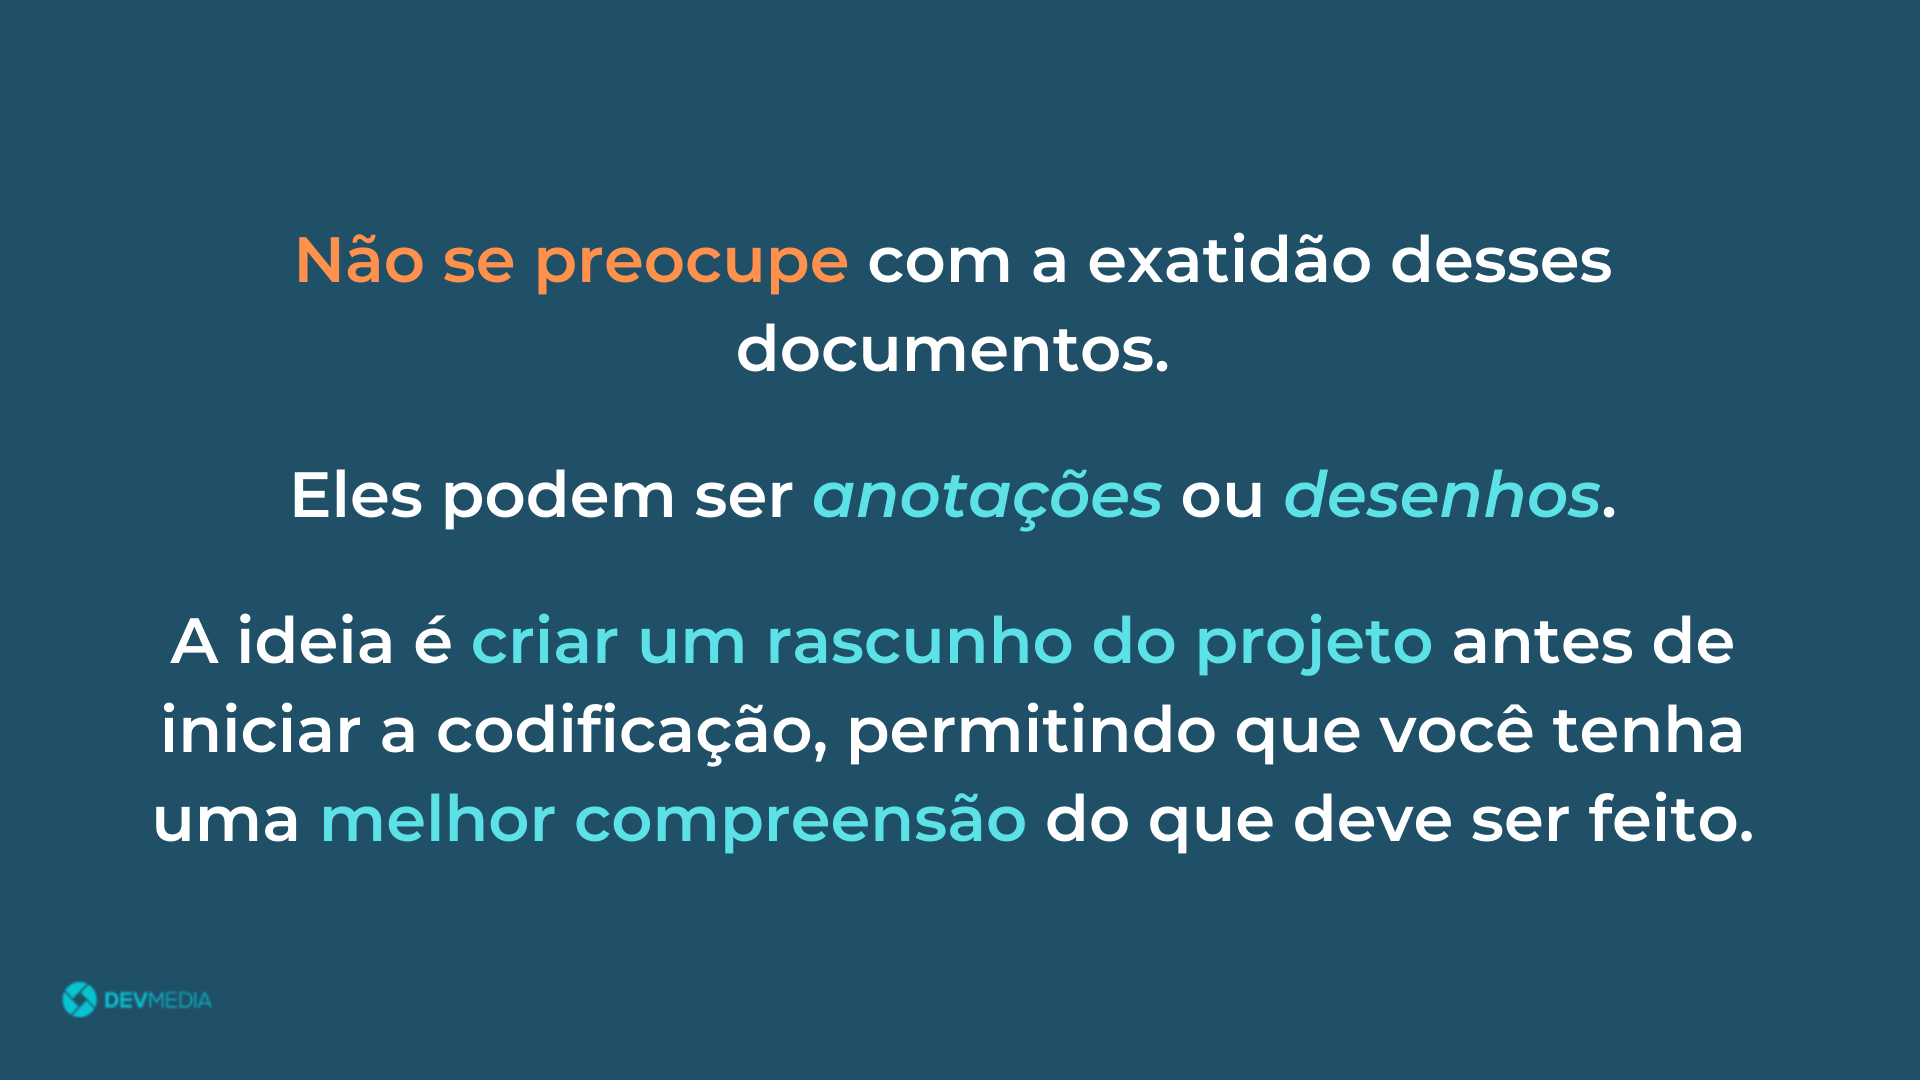 Não se preocupe com a exatidão desses
documentos.
Eles podem ser anotações ou desenhos.
A ideia é criar um rascunho do projeto antes de
iniciar a codificação, permitindo que você tenha
uma melhor compreensão do que deve ser feito.
DEVMEDIA